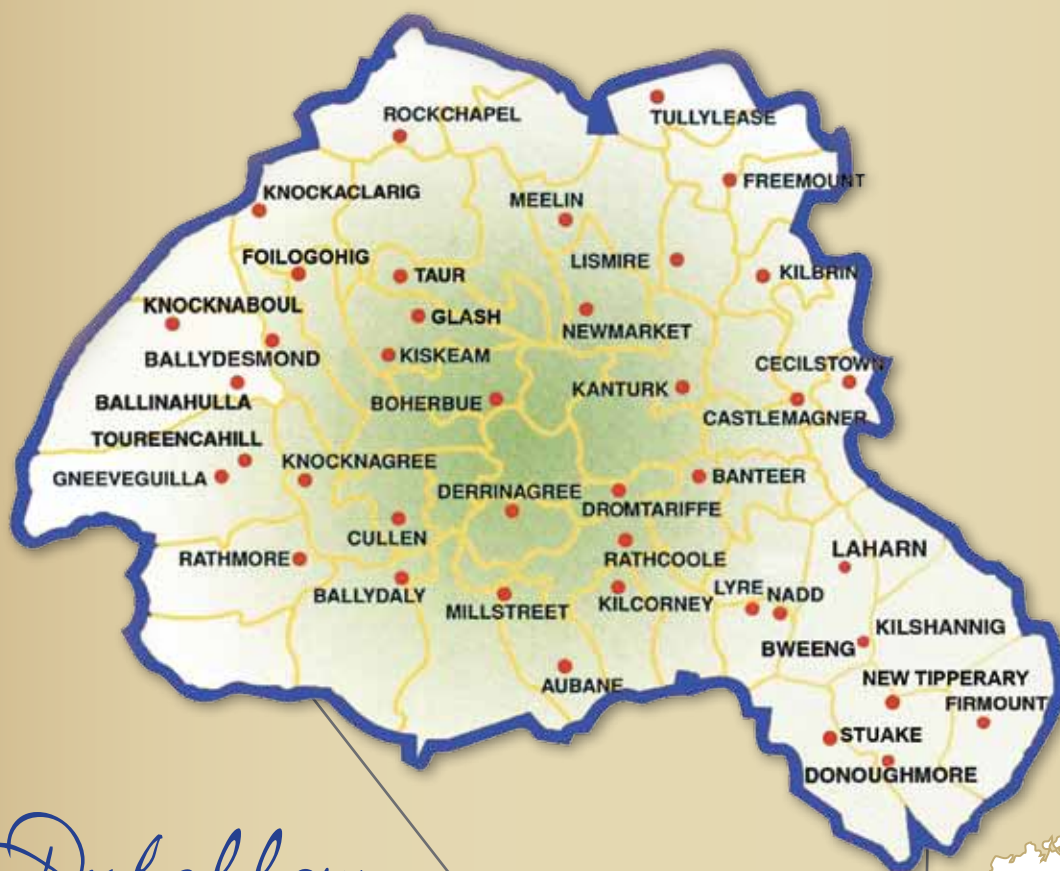 ROCKCHAPEL
TULLYLEASE
KNOCKACLARIG
FREEMOUNT
MEELIN
FOILOGOHIG
TAUR
LISMIRE
KILBRIN
KNOCKNABOUL
GLASH
NEWMARKET
BALLYDESMOND
KISKEAM
CECILSTOWN
BALLINAHULLA
BOHERBUE
KANTURK
CASTLEMAGNER
TOUREENCAHILL
GNEEVEGUILLA
KNOCKNAGREE
BANTEER
DERRINAGREE
DROMTARIFFE
CULLEN
RATHMORE
RATHCOOLE
LAHARN
BALLYDALY
MILLSTREET
KILCORNEY
LYRE
NADD
KILSHANNIG
BWEENG
AUBANE
NEW TIPPERARY
FIRMOUNT
STUAKE
DONOUGHMORE